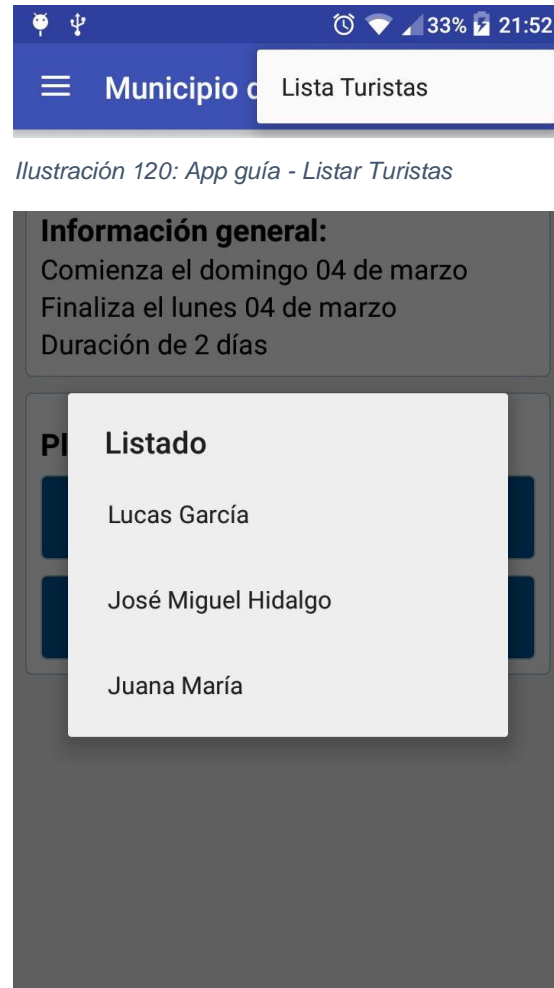 33% 21:52
Municipio
Lista Turistas
Ilustración 120: App guía - Listar Turistas
Información general:
Comienza el domingo 04 de marzo
Finaliza el lunes 04 de marzo
Duración de 2 días
Listado
Lucas García
José Miguel Hidalgo
Juana María